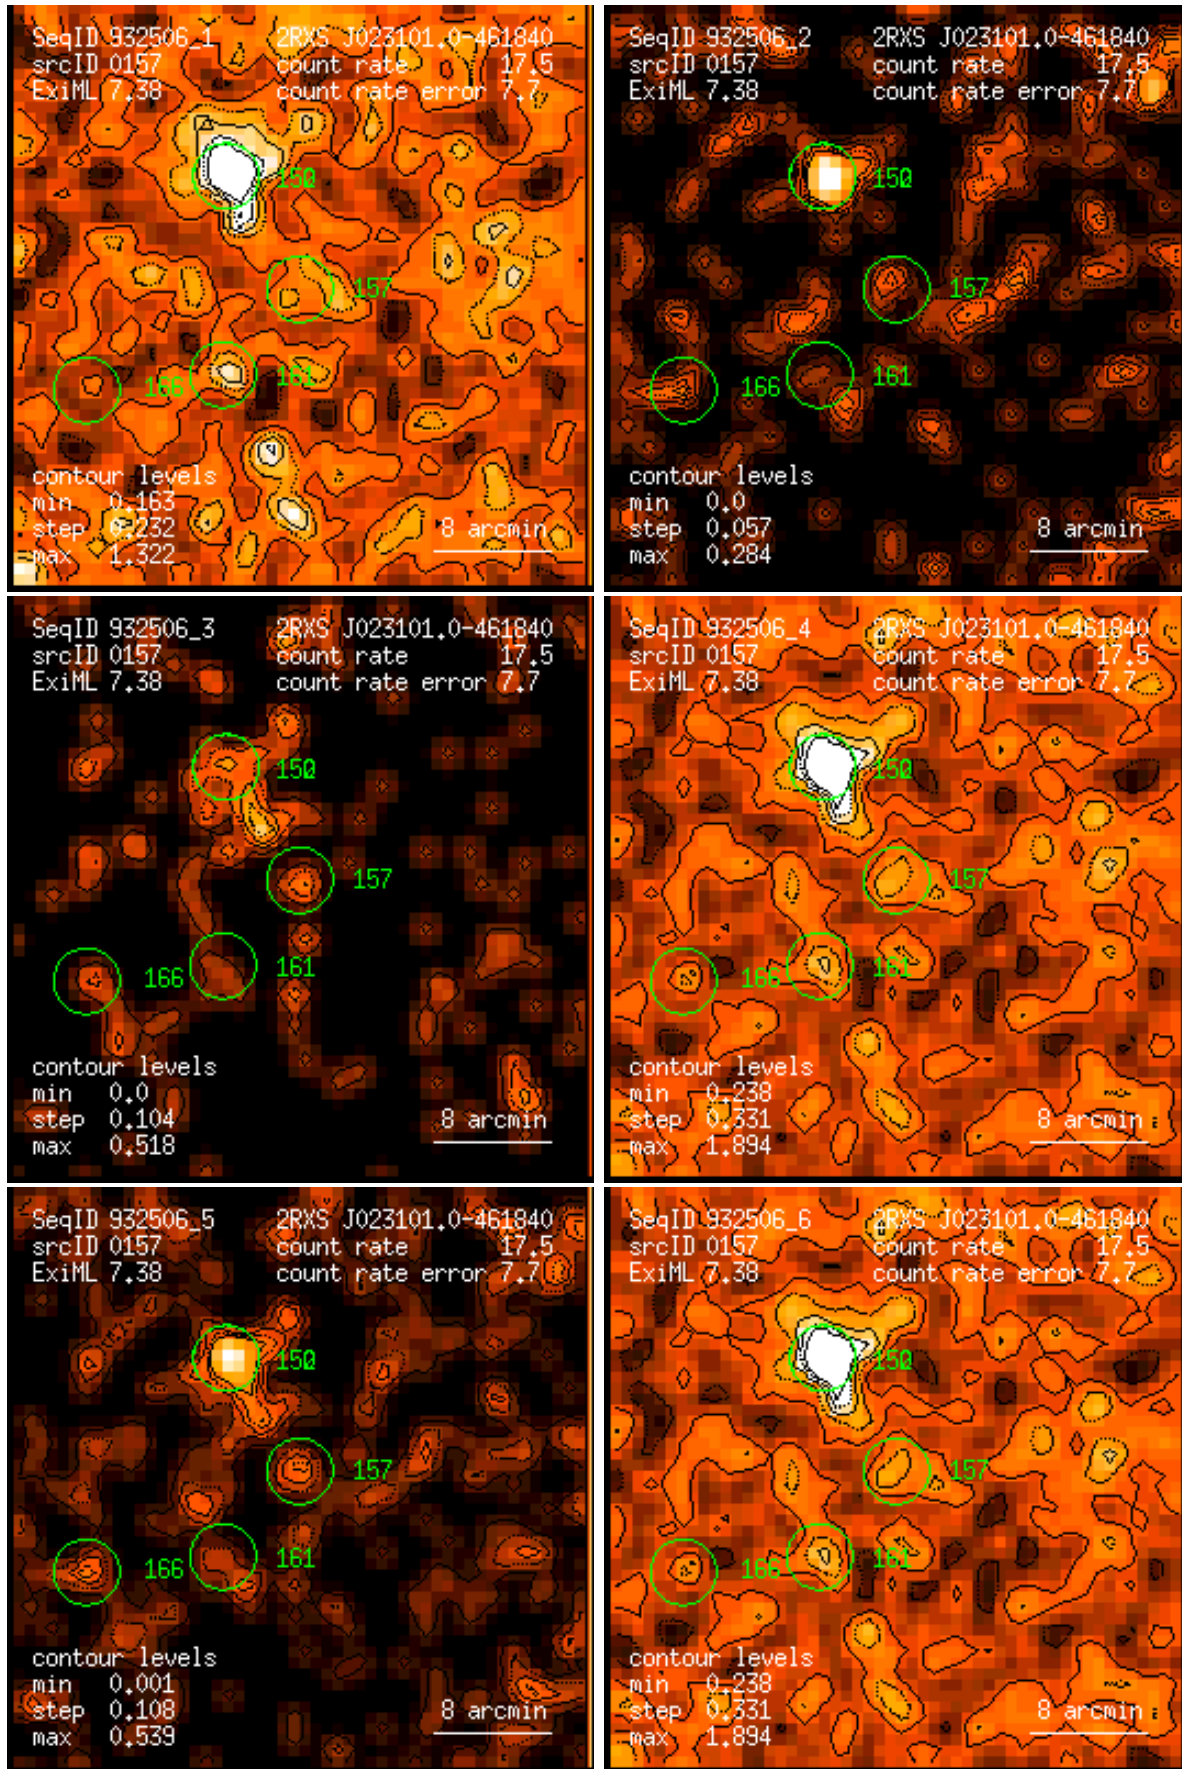 SeqID 932506_1 2RXS J023101.0-461840
srcID 0157 count rate 17.5
ExiML 7.38 count rate error 7.7
150
157
166 161
contour levels
min 0.163
step 0.232 8 arcmin
max 1.322
SeqID 932506_2 2RXS J023101.0-461840
srcID 0157 count rate 17.5
ExiML 7.38 count rate error 7.7
150
157
166 161
contour levels
min 0.0
step 0.057 8 arcmin
max 0.284
SeqID 932506_3 2RXS J023101.0-461840
srcID 0157 count rate 17.5
ExiML 7.38 count rate error 7.7
150
157
166 161
contour levels
min 0.0
step 0.104 8 arcmin
max 0.518
SeqID 932506_4 2RXS J023101.0-461840
srcID 0157 count rate 17.5
ExiML 7.38 count rate error 7.7
150
157
166 161
contour levels
min 0.238
step 0.331 8 arcmin
max 1.894
SeqID 932506_5 2RXS J023101.0-461840
srcID 0157 count rate 17.5
ExiML 7.38 count rate error 7.7
150
157
166 161
contour levels
min 0.001
step 0.108 8 arcmin
max 0.539
SeqID 932506_6 2RXS J023101.0-461840
srcID 0157 count rate 17.5
ExiML 7.38 count rate error 7.7
150
157
166 161
contour levels
min 0.238
step 0.331 8 arcmin
max 1.894